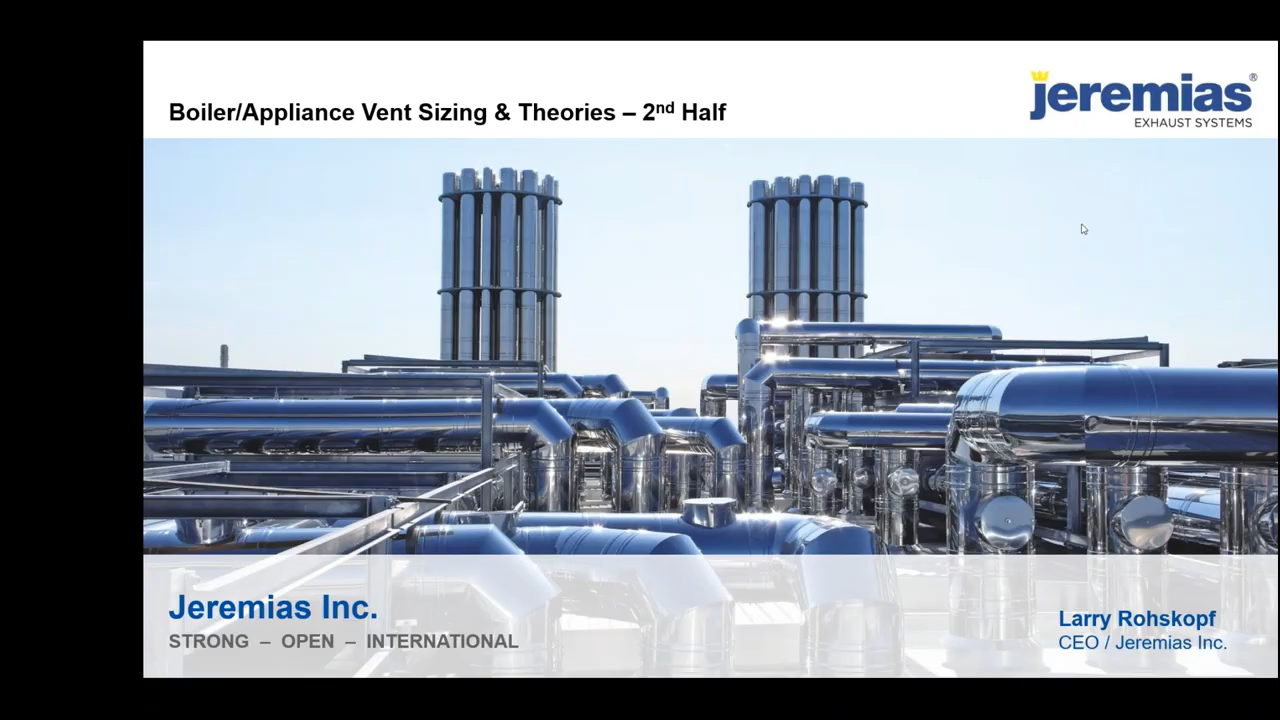 Boiler/Appliance Vent Sizing & Theories – 2nd Half
jeremias®
EXHAUST SYSTEMS
Jeremias Inc.
STRONG – OPEN – INTERNATIONAL
Larry Rohskopf
CEO / Jeremias Inc.